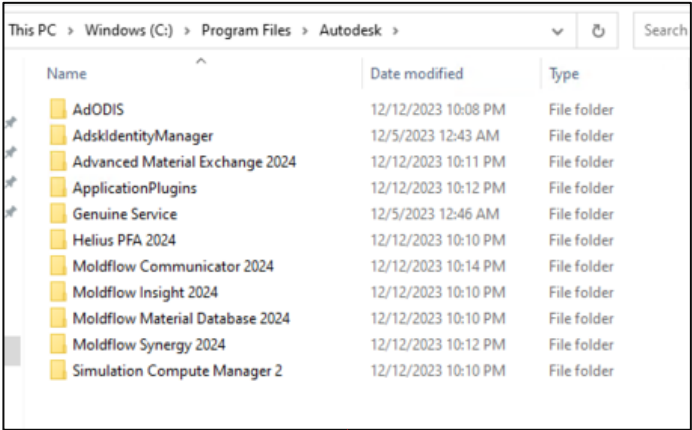 This PC > Windows (C:) > Program Files > Autodesk > Search
Name Date modified Type
AdODIS 12/12/2023 10:08 PM File folder
AdskIdentityManager 12/5/2023 12:43 AM File folder
Advanced Material Exchange 2024 12/12/2023 10:11 PM File folder
ApplicationPlugins 12/12/2023 10:12 PM File folder
Genuine Service 12/5/2023 12:46 AM File folder
Helius PFA 2024 12/12/2023 10:10 PM File folder
Moldflow Communicator 2024 12/12/2023 10:14 PM File folder
Moldflow Insight 2024 12/12/2023 10:10 PM File folder
Moldflow Material Database 2024 12/12/2023 10:10 PM File folder
Moldflow Synergy 2024 12/12/2023 10:12 PM File folder
Simulation Compute Manager 2 12/12/2023 10:10 PM File folder